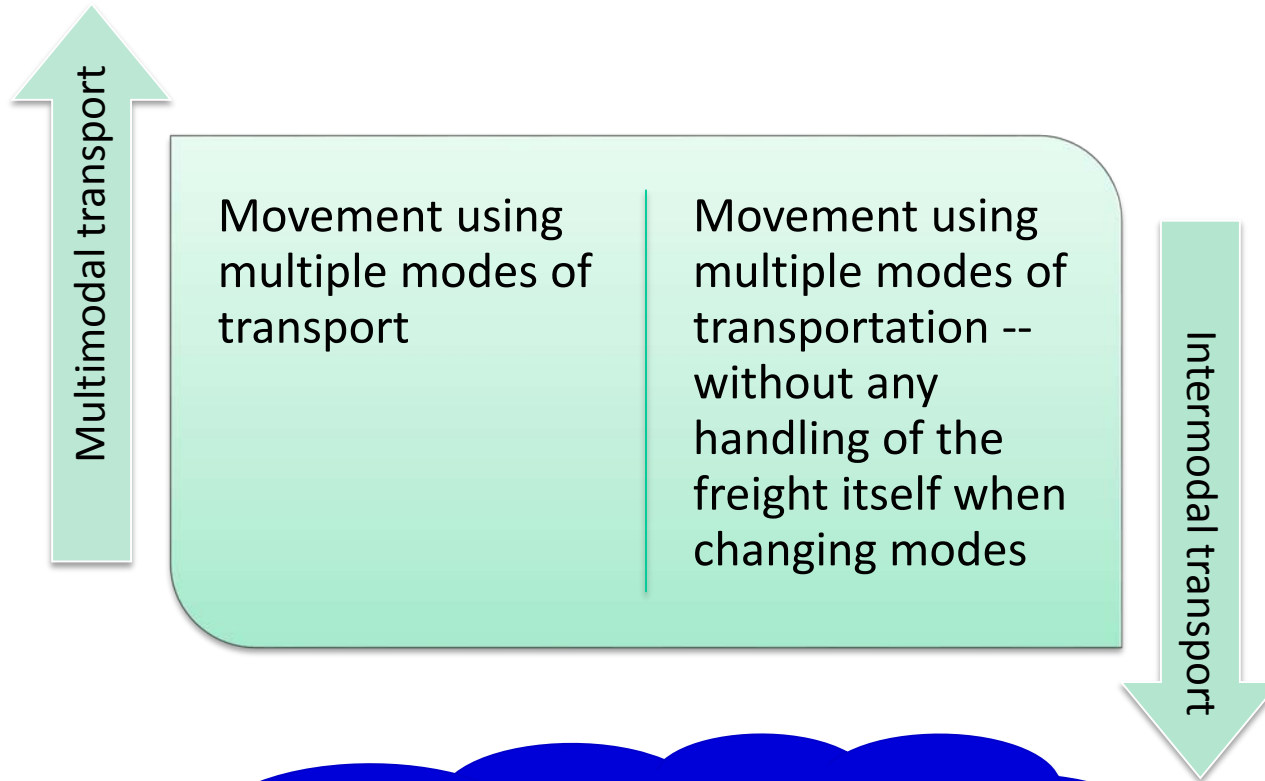 Multimodal transport
Movement using
multiple modes of
transport
Movement using
multiple modes of
transportation --
without any
handling of the
freight itself when
changing modes
Intermodal transport